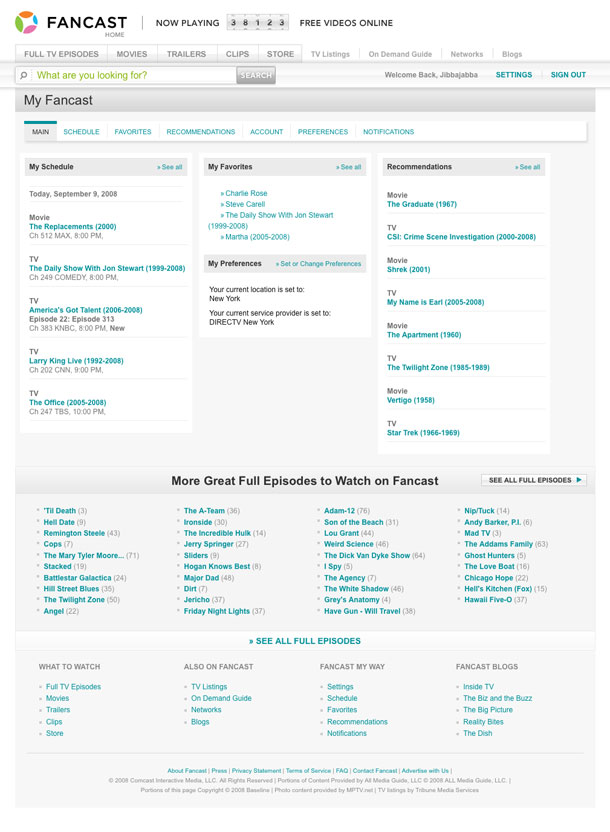 FANCAST
HOME
NOW PLAYING 38123 FREE VIDEOS ONLINE
FULL TV EPISODES MOVIES TRAILERS CLIPS STORE TV Listings On Demand Guide Networks Blogs
What are you looking for? SEARCH Welcome Back, Jibbajabba SETTINGS SIGN OUT
My Fancast
MAIN SCHEDULE FAVORITES RECOMMENDATIONS ACCOUNT PREFERENCES NOTIFICATIONS
My Schedule » See all
Today, September 9, 2008
Movie
The Replacements (2000)
Ch 512 MAX, 8:00 PM,
TV
The Daily Show With Jon Stewart (1999-2008)
Ch 249 COMEDY, 8:00 PM,
TV
America's Got Talent (2006-2008)
Episode 22: Episode 313
Ch 383 KNBC, 8:00 PM, New
TV
Larry King Live (1992-2008)
Ch 202 CNN, 9:00 PM,
TV
The Office (2005-2008)
Ch 247 TBS, 10:00 PM,
My Favorites » See all
» Charlie Rose
» Steve Carell
» The Daily Show With Jon Stewart
(1999-2008)
» Martha (2005-2008)
My Preferences » Set or Change Preferences
Your current location is set to:
New York
Your current service provider is set to:
DIRECTV New York
Recommendations » See all
Movie
The Graduate (1967)
TV
CSI: Crime Scene Investigation (2000-2008)
Movie
Shrek (2001)
TV
My Name is Earl (2005-2008)
Movie
The Apartment (1960)
TV
The Twilight Zone (1985-1989)
Movie
Vertigo (1958)
TV
Star Trek (1966-1969)
More Great Full Episodes to Watch on Fancast SEE ALL FULL EPISODES
'Til Death (3)
Hell Date (9)
Remington Steele (43)
Cops (7)
The Mary Tyler Moore... (71)
Stacked (19)
Battlestar Galactica (24)
Hill Street Blues (35)
The Twilight Zone (50)
Angel (22)
The A-Team (36)
Ironside (30)
The Incredible Hulk (14)
Jerry Springer (27)
Sliders (9)
Hogan Knows Best (8)
Major Dad (48)
Dirt (7)
Jericho (37)
Friday Night Lights (37)
Adam-12 (76)
Son of the Beach (31)
Lou Grant (44)
Weird Science (46)
The Dick Van Dyke Show (64)
I Spy (5)
The Agency (7)
The White Shadow (46)
Grey's Anatomy (4)
Have Gun - Will Travel (38)
Nip/Tuck (14)
Andy Barker, P.I. (6)
Mad TV (3)
The Addams Family (63)
Ghost Hunters (5)
The Love Boat (16)
Chicago Hope (22)
Hell's Kitchen (Fox) (15)
Hawaii Five-O (37)
» SEE ALL FULL EPISODES
WHAT TO WATCH
Full TV Episodes
Movies
Trailers
Clips
Store
ALSO ON FANCAST
TV Listings
On Demand Guide
Networks
Blogs
FANCAST MY WAY
Settings
Schedule
Favorites
Recommendations
Notifications
FANCAST BLOGS
Inside TV
The Biz and the Buzz
The Big Picture
Reality Bites
The Dish
About Fancast | Press | Privacy Statement | Terms of Service | FAQ | Contact Fancast | Advertise with Us |
© 2008 Comcast Interactive Media, LLC. All Rights Reserved | Portions of Content Provided by All Media Guide, LLC © 2008 ALL Media Guide, LLC. |
Portions of this page Copyright © 2008 Baseline | Photo content provided by MPTV.net | TV listings by Tribune Media Services